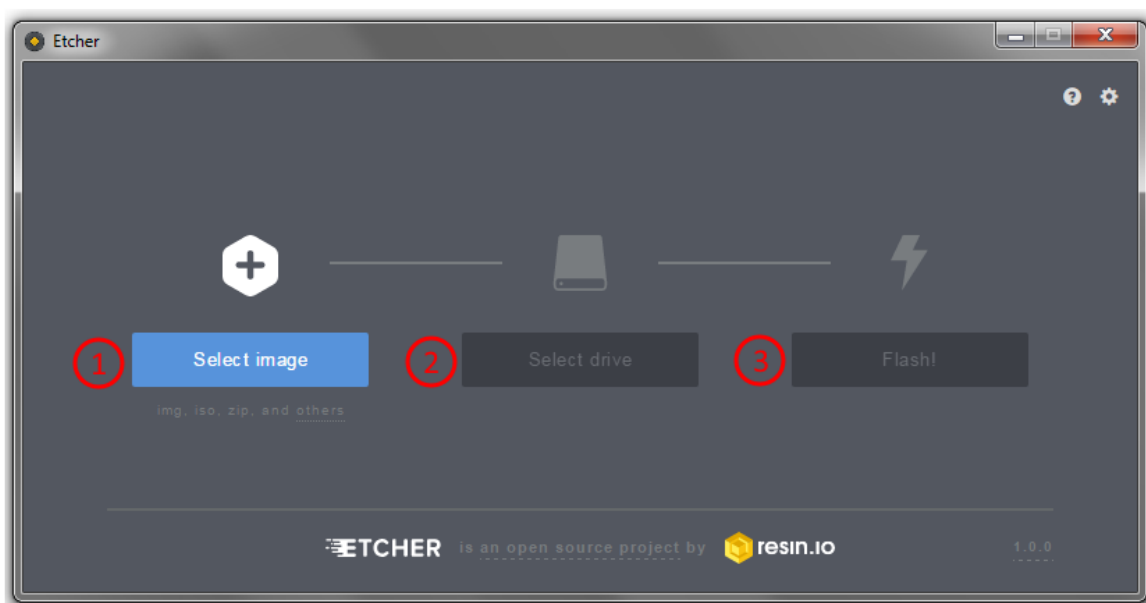 Etcher
1 Select image 2 Select drive 3 Flash!
img, iso, zip, and others
ETCHER is an open source project by resin.io 1.0.0